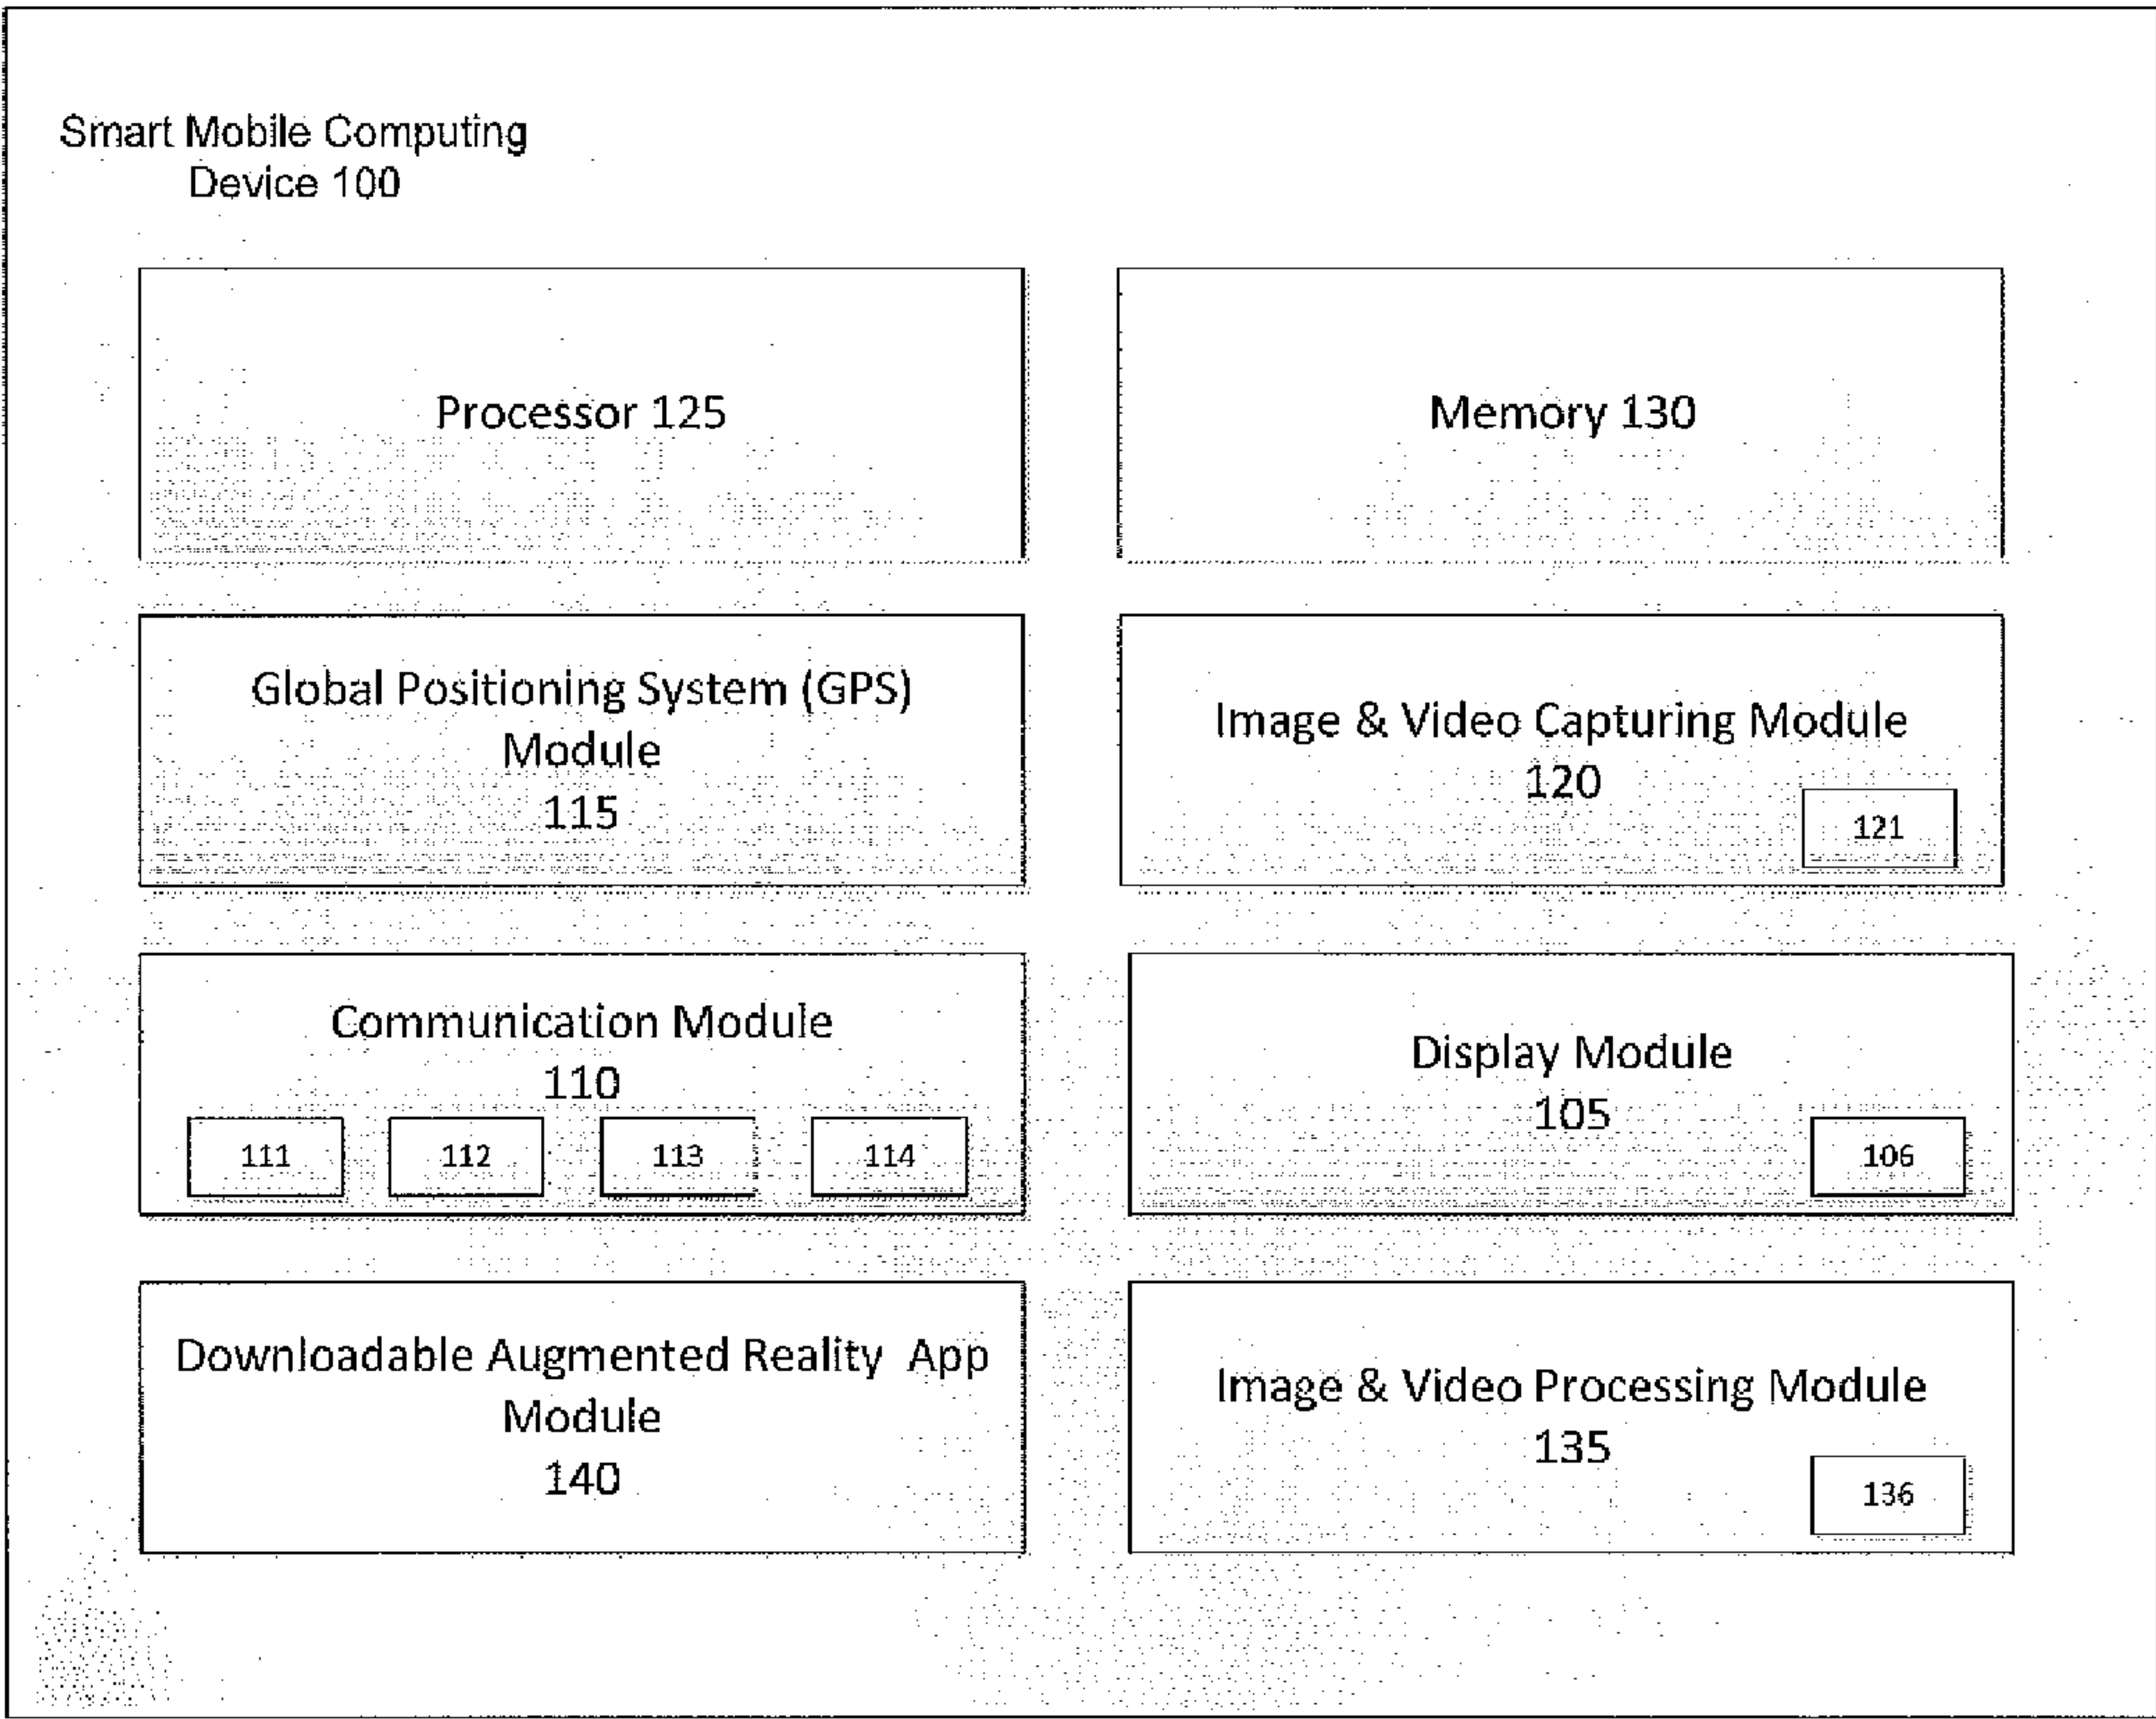 Smart Mobile Computing
Device 100
Processor 125
Memory 130
Global Positioning System (GPS)
Module
115
Image & Video Capturing Module
120
121
Communication Module
110
111
112
113
114
Display Module
105
106
Downloadable Augmented Reality App
Module
140
Image & Video Processing Module
135
136